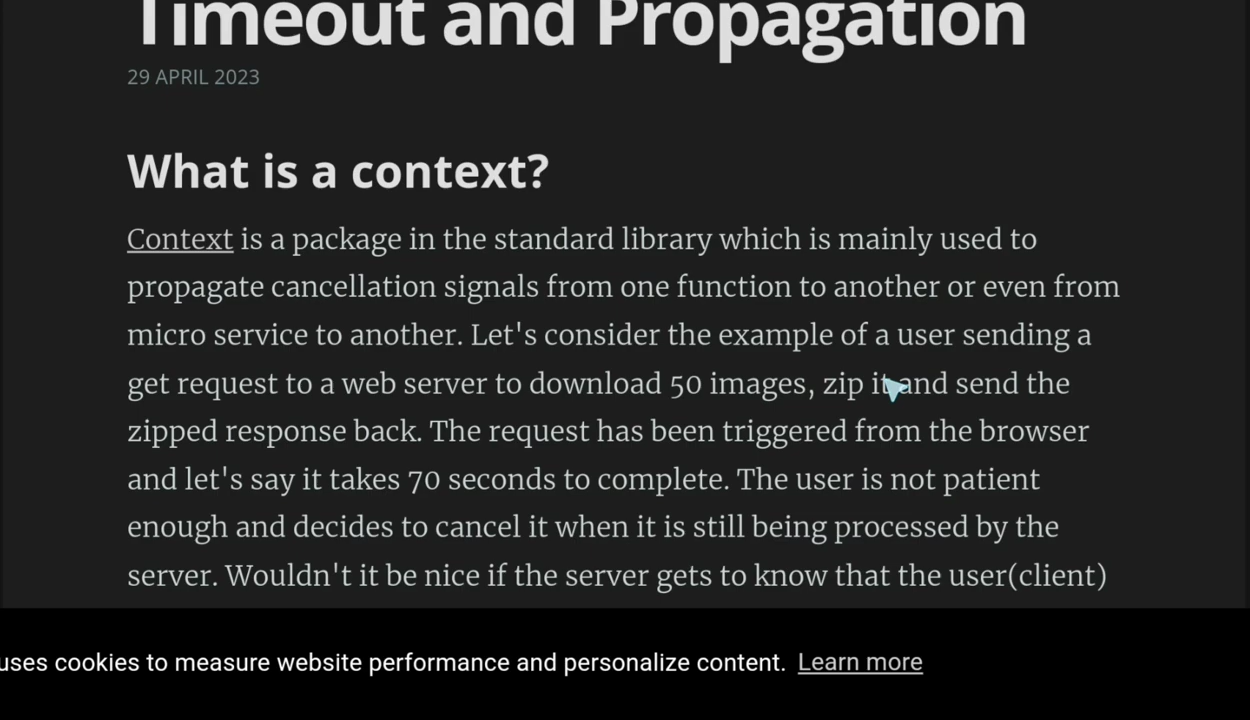 Timeout and Propagation
29 APRIL 2023
What is a context?
Context is a package in the standard library which is mainly used to
propagate cancellation signals from one function to another or even from
micro service to another. Let's consider the example of a user sending a
get request to a web server to download 50 images, zip it and send the
zipped response back. The request has been triggered from the browser
and let's say it takes 70 seconds to complete. The user is not patient
enough and decides to cancel it when it is still being processed by the
server. Wouldn't it be nice if the server gets to know that the user(client)
uses cookies to measure website performance and personalize content. Learn more